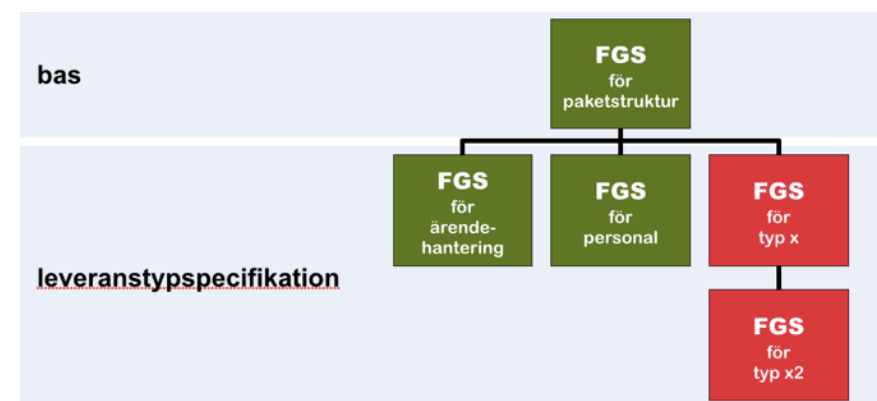 bas
FGS
för
paketstruktur
leveranstypspecifikation
FGS
för
ärende-
hantering
FGS
för
personal
FGS
för
typ x
FGS
för
typ x2